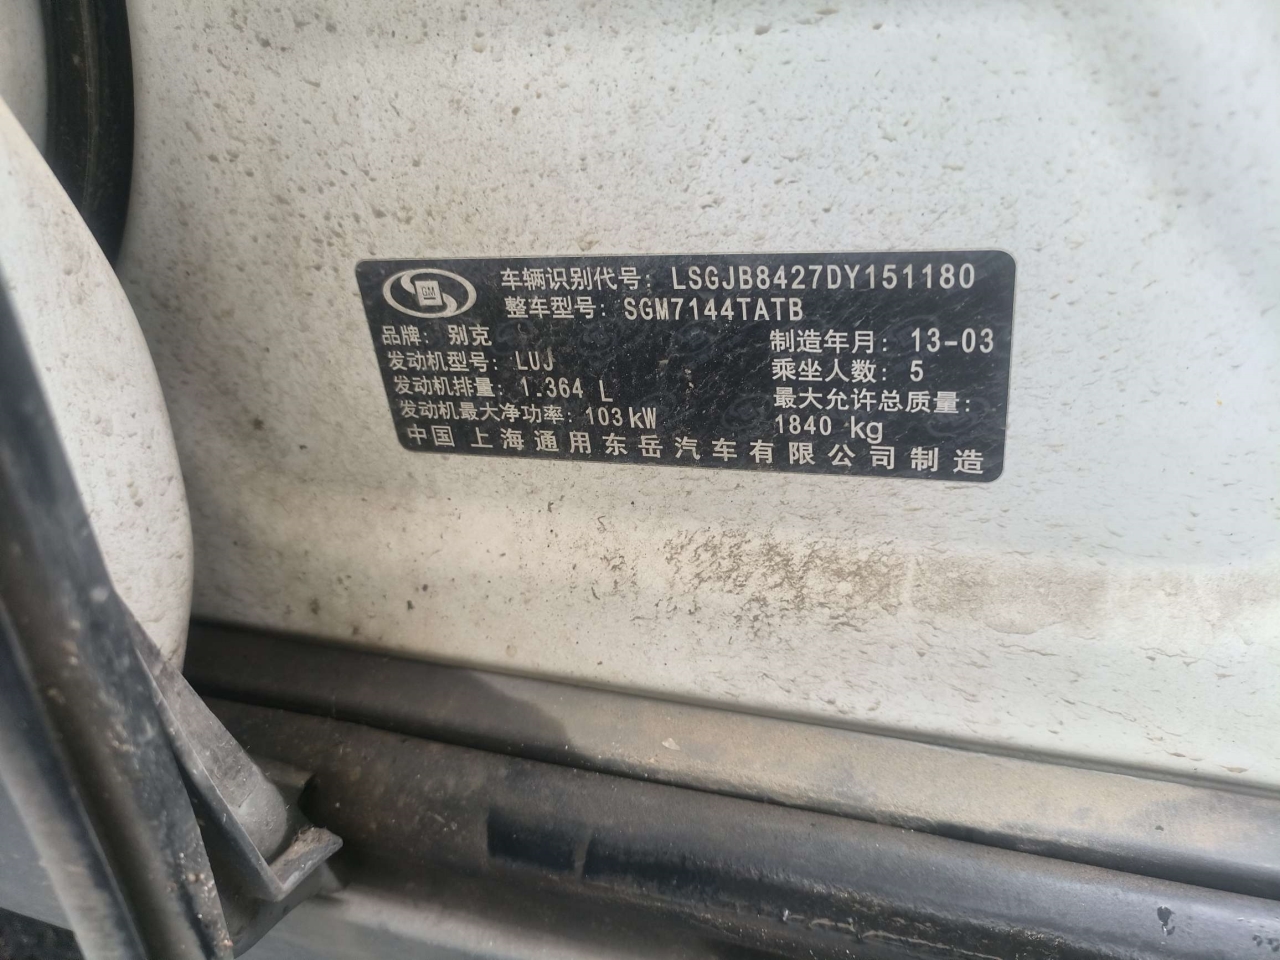 车辆识别代号: LSGJB8427DY151180
整车型号: SGM7144TATB
品牌: 别克
制造年月: 13-03
发动机型号: LUJ
乘坐人数: 5
发动机排量: 1.364 L
最大允许总质量:
1840 kg
发动机最大净功率: 103kW
中国上海通用东岳汽车有限公司制造